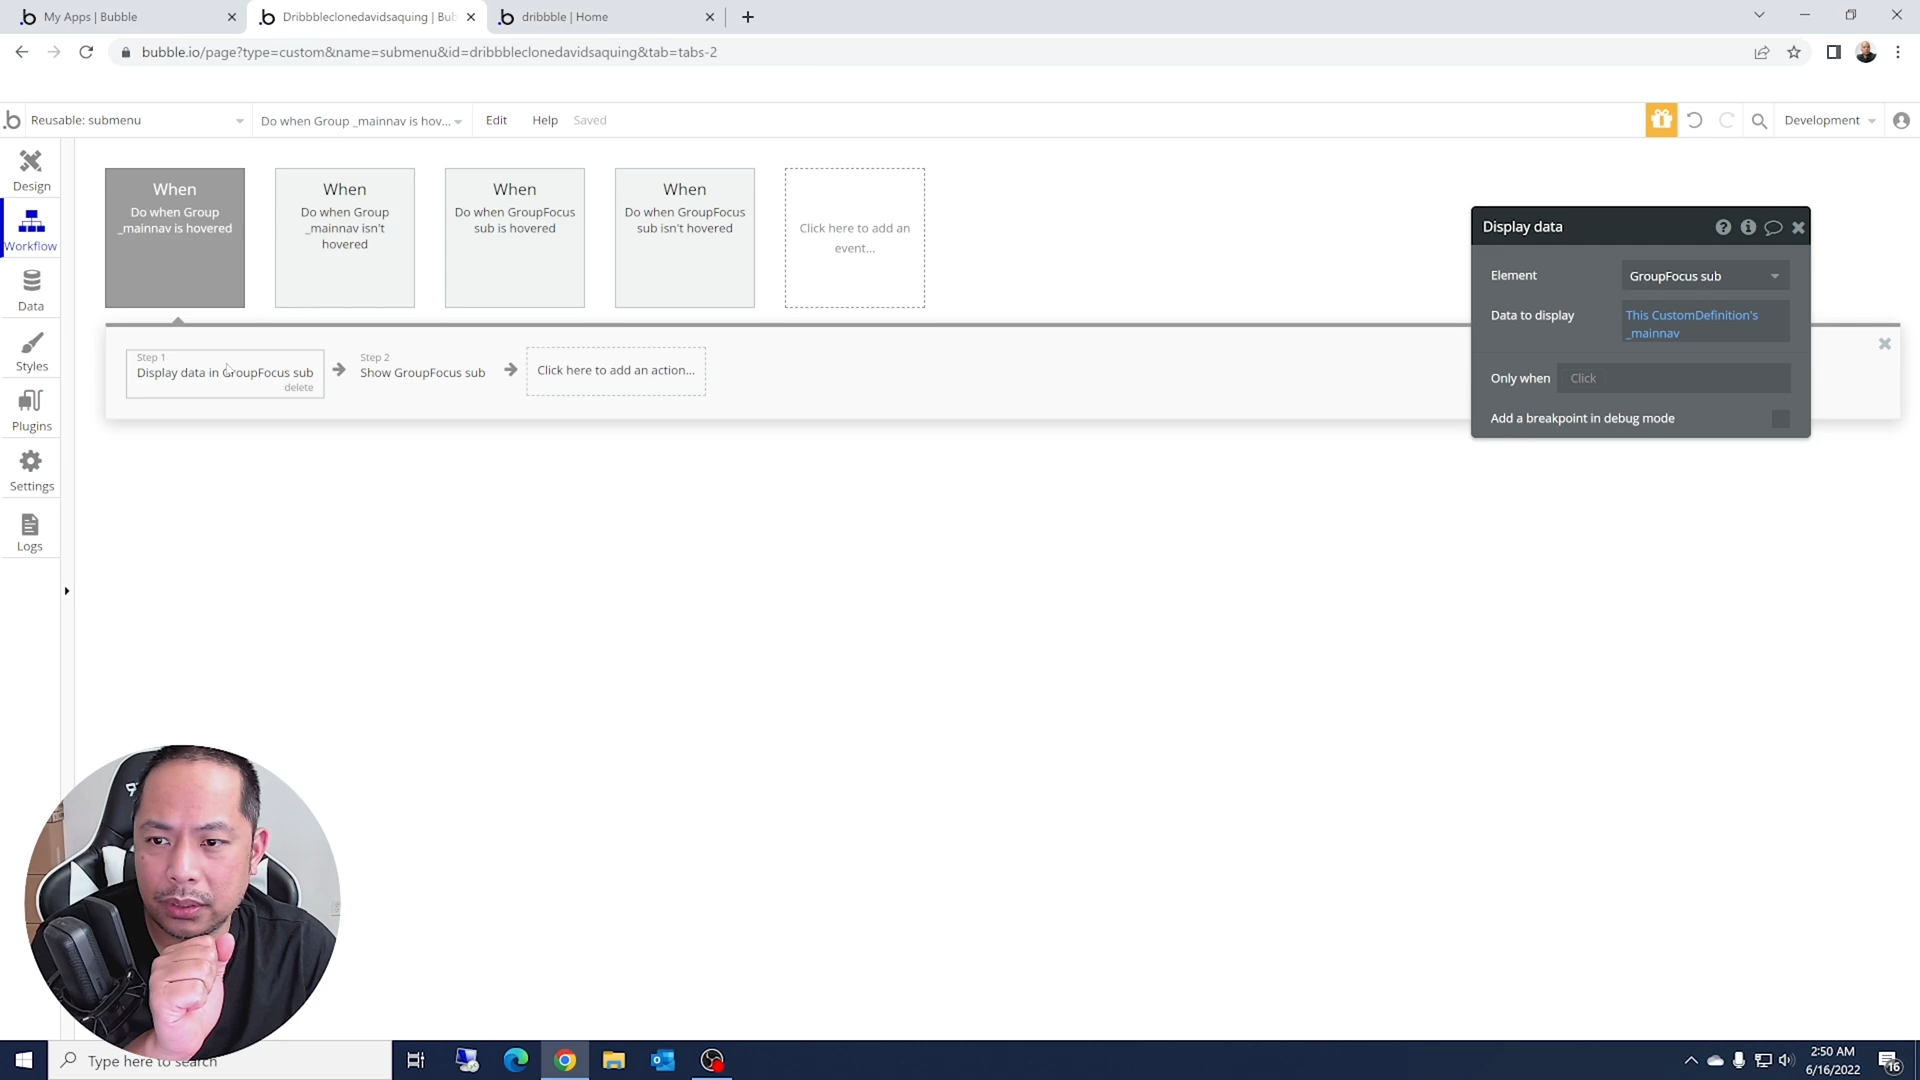 My Apps | Bubble
Dribbbleclonedavidsaquing | Bub
dribbble | Home
bubble.io/page?type=custom&name=submenu&id=dribbbleclonedavidsaquing&tab=tabs-2
Reusable: submenu
Do when Group _mainnav is hov...
Edit
Help
Saved
Development
Design
Workflow
Data
Styles
Plugins
Settings
Logs
When
Do when Group
_mainnav is hovered
When
Do when Group
_mainnav isn't
hovered
When
Do when GroupFocus
sub is hovered
When
Do when GroupFocus
sub isn't hovered
Click here to add an
event...
Step 1
Display data in GroupFocus sub
delete
Step 2
Show GroupFocus sub
Click here to add an action...
Display data
Element
GroupFocus sub
Data to display
This CustomDefinition's
_mainnav
Only when
Click
Add a breakpoint in debug mode
Type here to search
2:50 AM
6/16/2022
16